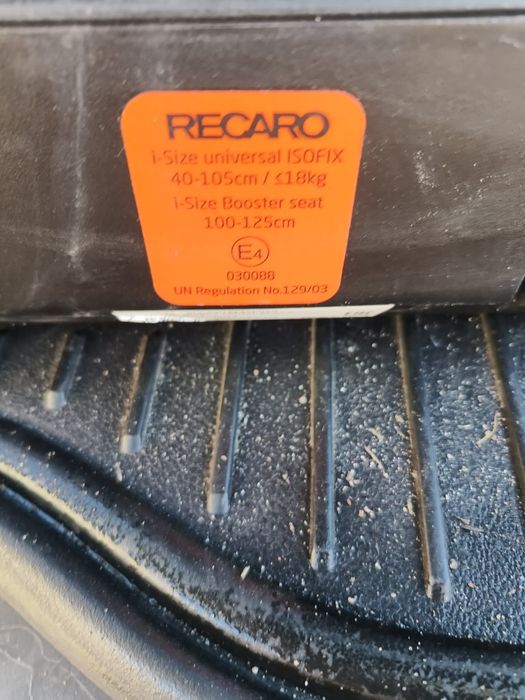 RECARO
i-Size universal ISOFIX
40-105cm / ≤18kg
i-Size Booster seat
100-125cm
E4
030088
UN Regulation No.129/03